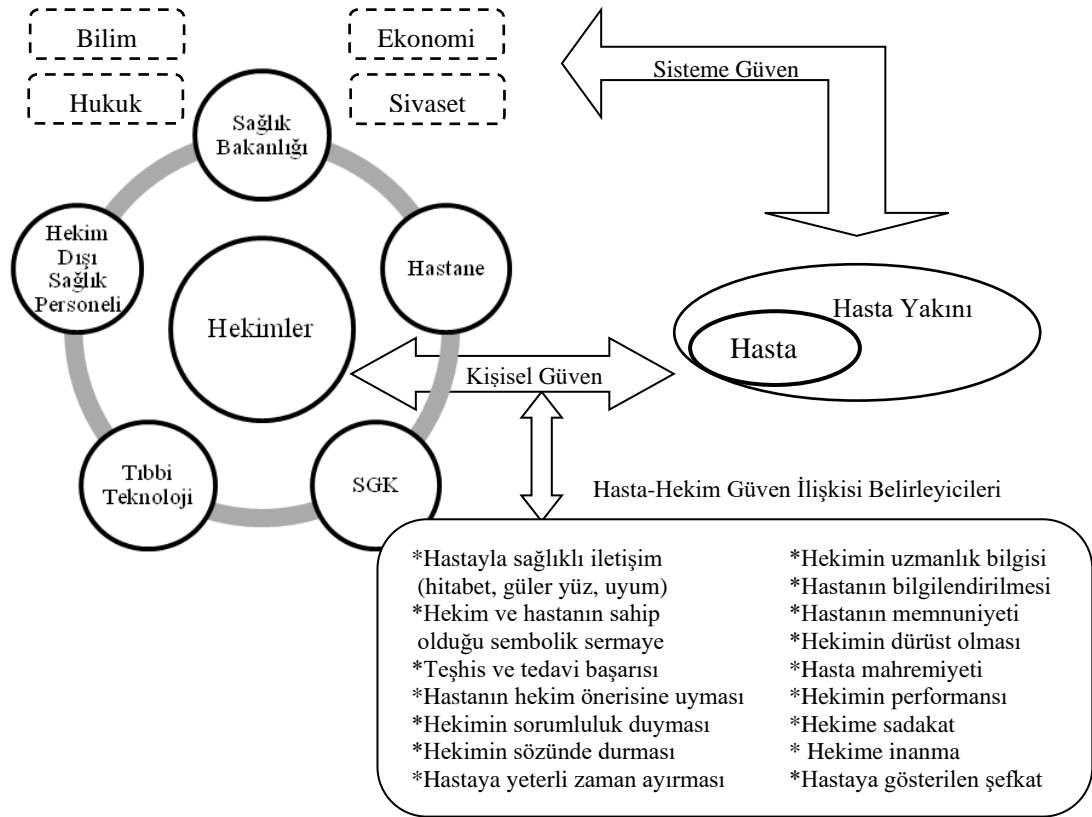 Bilim
Ekonomi
Hukuk
Sivaset
Sisteme Güven
Sağlık
Bakanlığı
Hekim
Dışı
Sağlık
Personeli
Hastane
Hekimler
Hasta Yakını
Hasta
Kişisel Güven
Tıbbi
Teknoloji
SGK
Hasta-Hekim Güven İlişkisi Belirleyicileri
*Hastayla sağlıklı iletişim
(hitabet, güler yüz, uyum)
*Hekim ve hastanın sahip
olduğu sembolik sermaye
*Teşhis ve tedavi başarısı
*Hastanın hekim önerisine uyması
*Hekimin sorumluluk duyması
*Hekimin sözünde durması
*Hastaya yeterli zaman ayırması
*Hekimin uzmanlık bilgisi
*Hastanın bilgilendirilmesi
*Hastanın memnuniyeti
*Hekimin dürüst olması
*Hasta mahremiyeti
*Hekimin performansı
*Hekime sadakat
* Hekime inanma
*Hastaya gösterilen şefkat